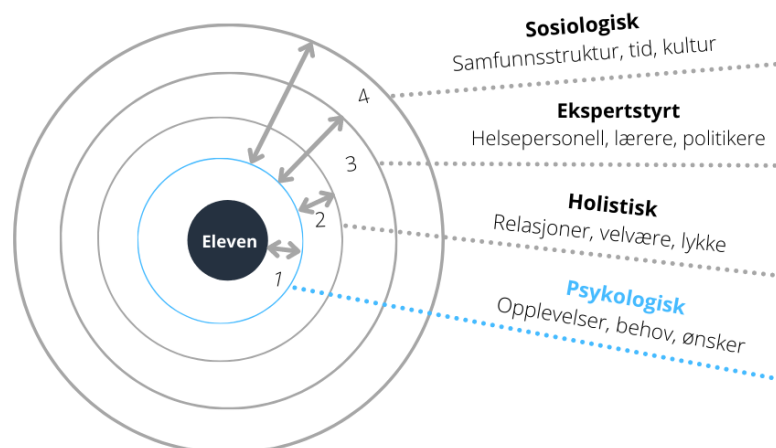 Sosiologisk
Samfunnsstruktur, tid, kultur
4
Ekspertstyrt
Helsepersonell, lærere, politikere
3
Holistisk
Relasjoner, velvære, lykke
2
Eleven
1
Psykologisk
Opplevelser, behov, ønsker